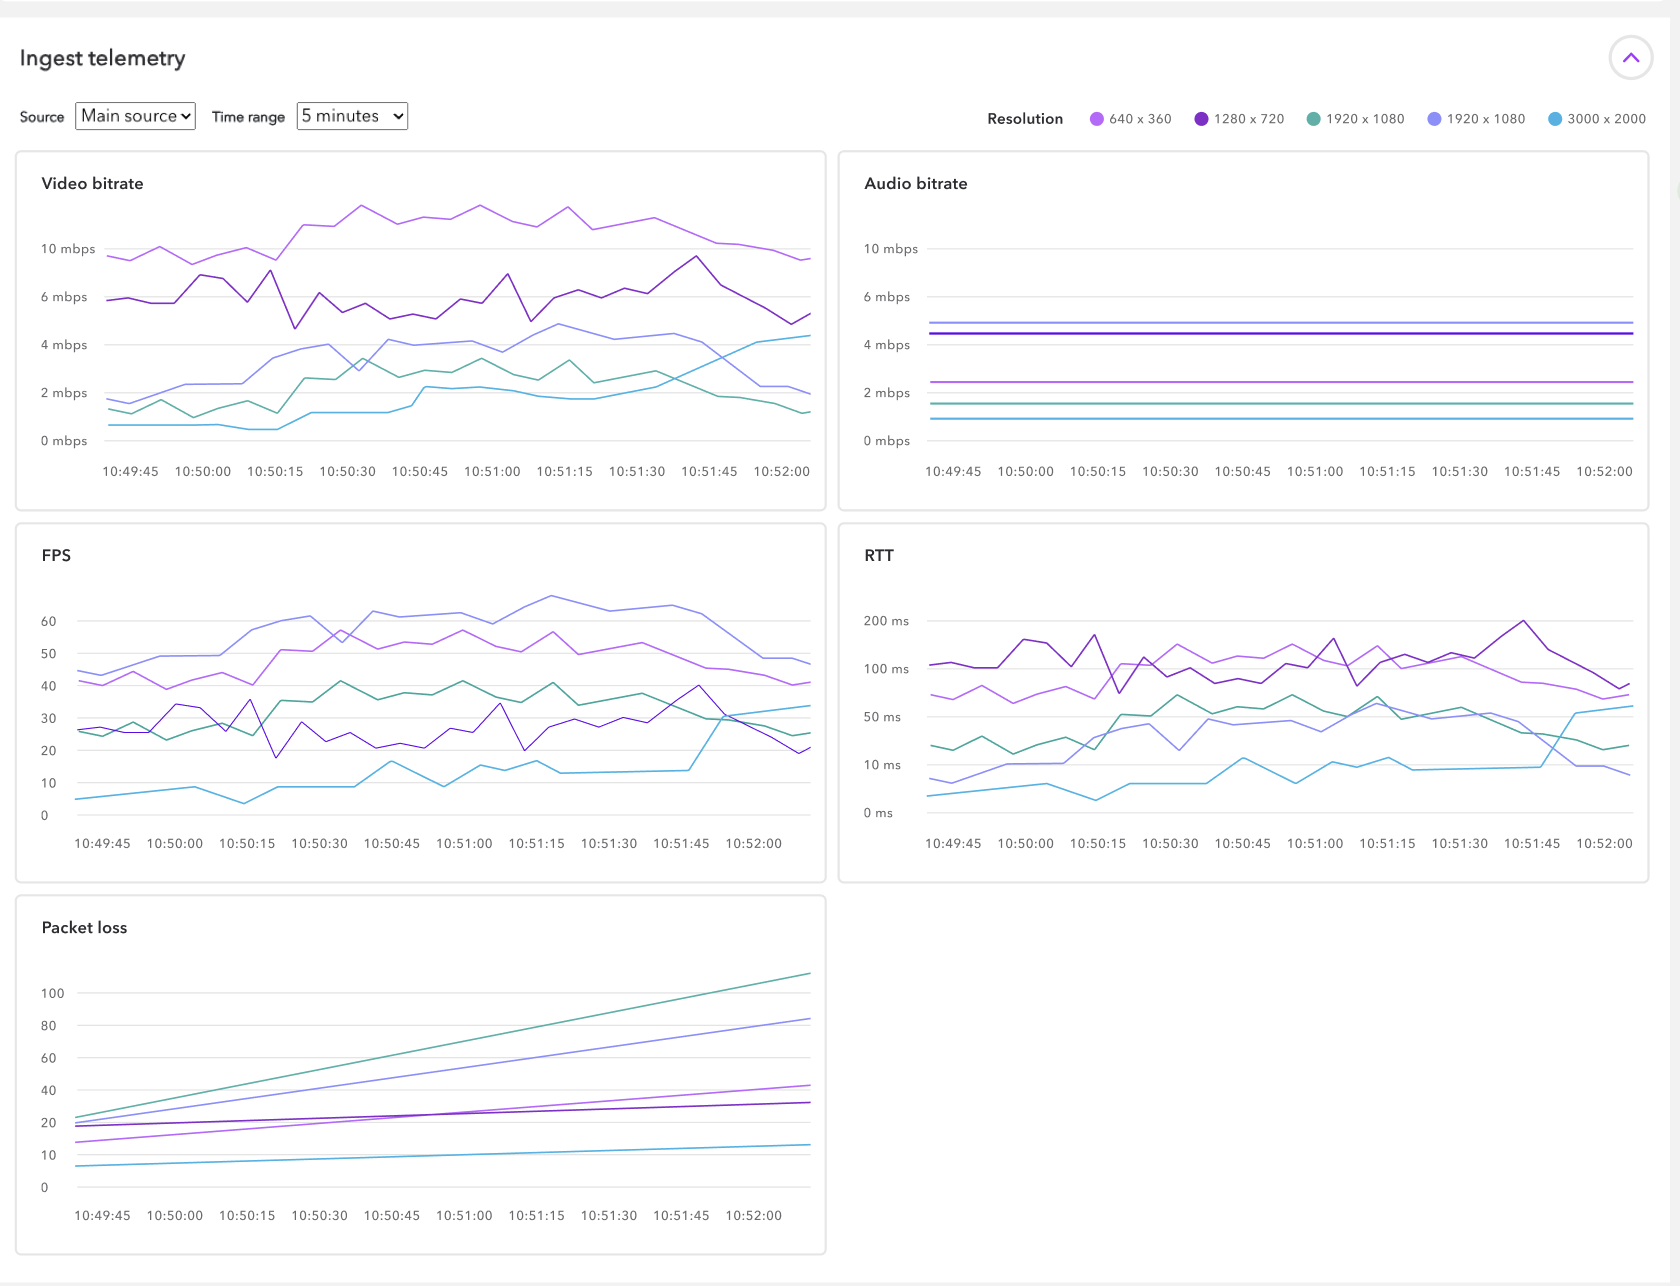 Ingest telemetry
Source Main source Time range 5 minutes Resolution 640 x 360 1280 x 720 1920 x 1080 1920 x 1080 3000 x 2000
Video bitrate
10 mbps
6 mbps
4 mbps
2 mbps
0 mbps
10:49:45 10:50:00 10:50:15 10:50:30 10:50:45 10:51:00 10:51:15 10:51:30 10:51:45 10:52:00
Audio bitrate
10 mbps
6 mbps
4 mbps
2 mbps
0 mbps
10:49:45 10:50:00 10:50:15 10:50:30 10:50:45 10:51:00 10:51:15 10:51:30 10:51:45 10:52:00
FPS
60
50
40
30
20
10
0
10:49:45 10:50:00 10:50:15 10:50:30 10:50:45 10:51:00 10:51:15 10:51:30 10:51:45 10:52:00
RTT
200 ms
100 ms
50 ms
10 ms
0 ms
10:49:45 10:50:00 10:50:15 10:50:30 10:50:45 10:51:00 10:51:15 10:51:30 10:51:45 10:52:00
Packet loss
100
80
60
40
20
10
0
10:49:45 10:50:00 10:50:15 10:50:30 10:50:45 10:51:00 10:51:15 10:51:30 10:51:45 10:52:00